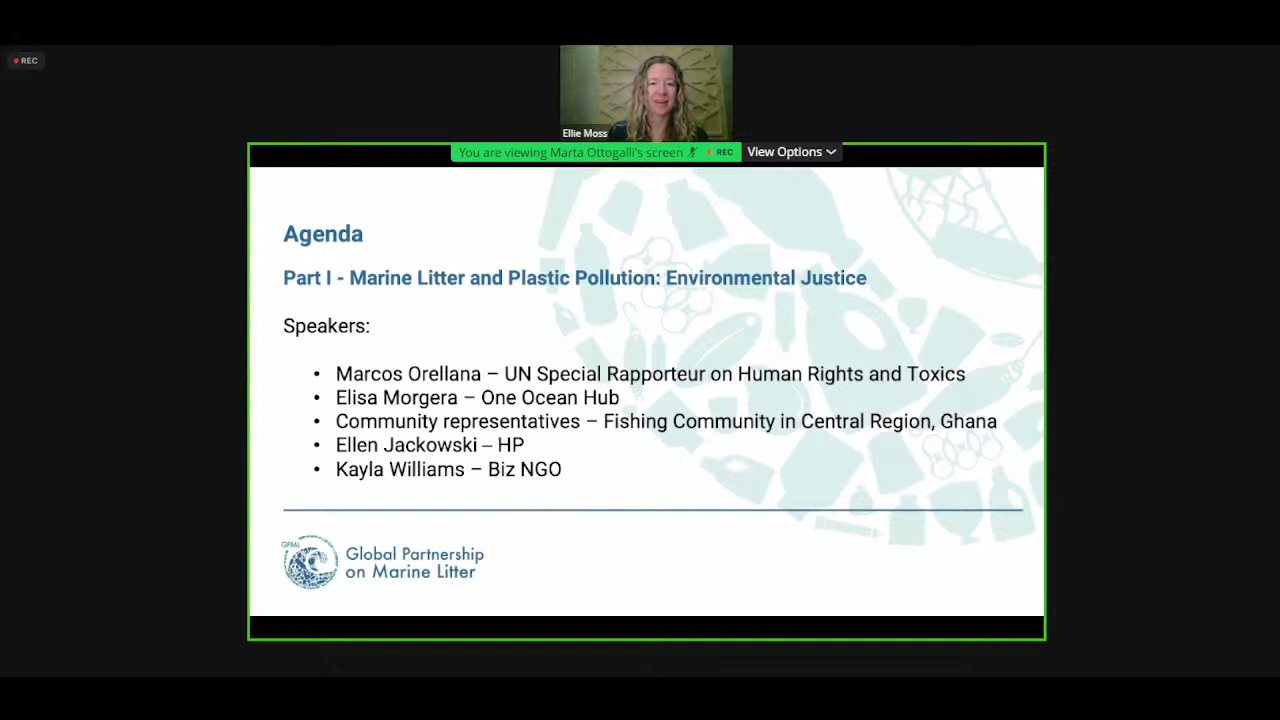 REC
Ellie Moss
You are viewing Marta Ottogalli's screen REC View Options
Agenda
Part I - Marine Litter and Plastic Pollution: Environmental Justice
Speakers:
• Marcos Orellana – UN Special Rapporteur on Human Rights and Toxics
• Elisa Morgera – One Ocean Hub
• Community representatives – Fishing Community in Central Region, Ghana
• Ellen Jackowski – HP
• Kayla Williams – Biz NGO
GPML
Global Partnership
on Marine Litter